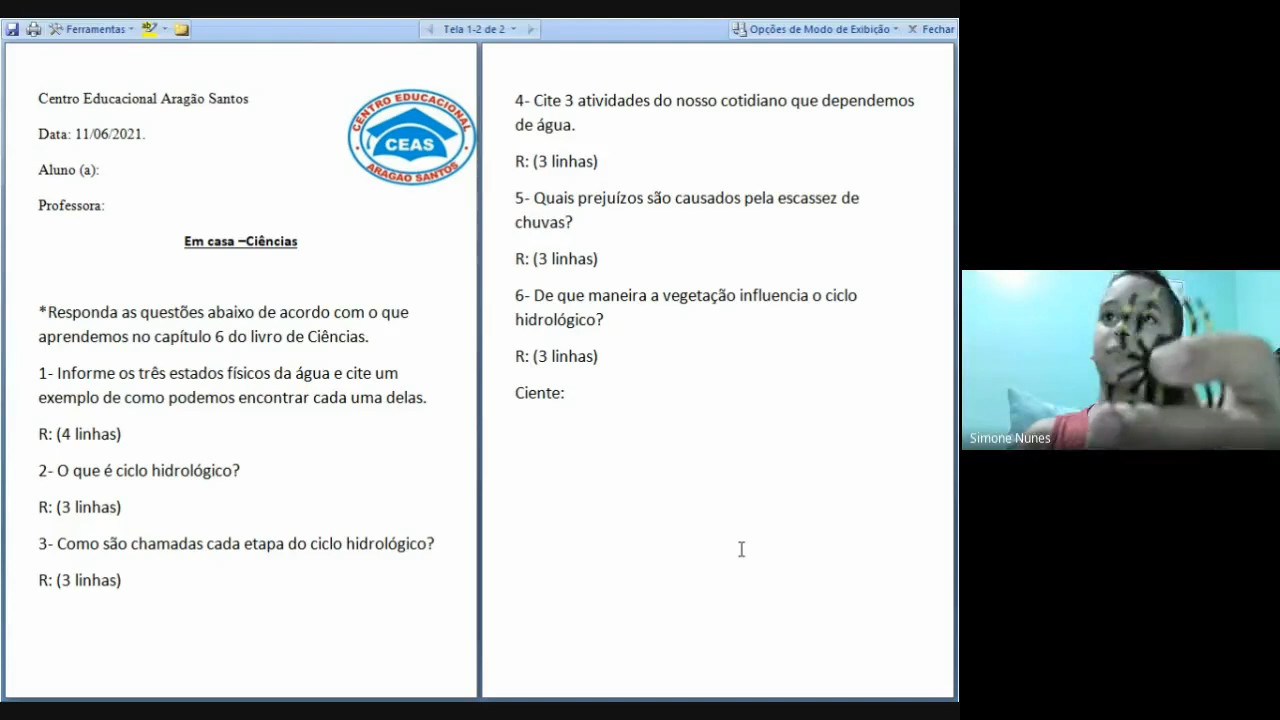 Ferramentas
Tela 1-2 de 2
Opções de Modo de Exibição
Fechar
Centro Educacional Aragão Santos
Data: 11/06/2021.
Aluno (a):
Professora:
CENTRO EDUCACIONAL
CEAS
ARAGÃO SANTOS
Em casa –Ciências
*Responda as questões abaixo de acordo com o que
aprendemos no capítulo 6 do livro de Ciências.
1- Informe os três estados físicos da água e cite um
exemplo de como podemos encontrar cada uma delas.
R: (4 linhas)
2- O que é ciclo hidrológico?
R: (3 linhas)
3- Como são chamadas cada etapa do ciclo hidrológico?
R: (3 linhas)
4- Cite 3 atividades do nosso cotidiano que dependemos
de água.
R: (3 linhas)
5- Quais prejuízos são causados pela escassez de
chuvas?
R: (3 linhas)
6- De que maneira a vegetação influencia o ciclo
hidrológico?
R: (3 linhas)
Ciente:
Simone Nunes